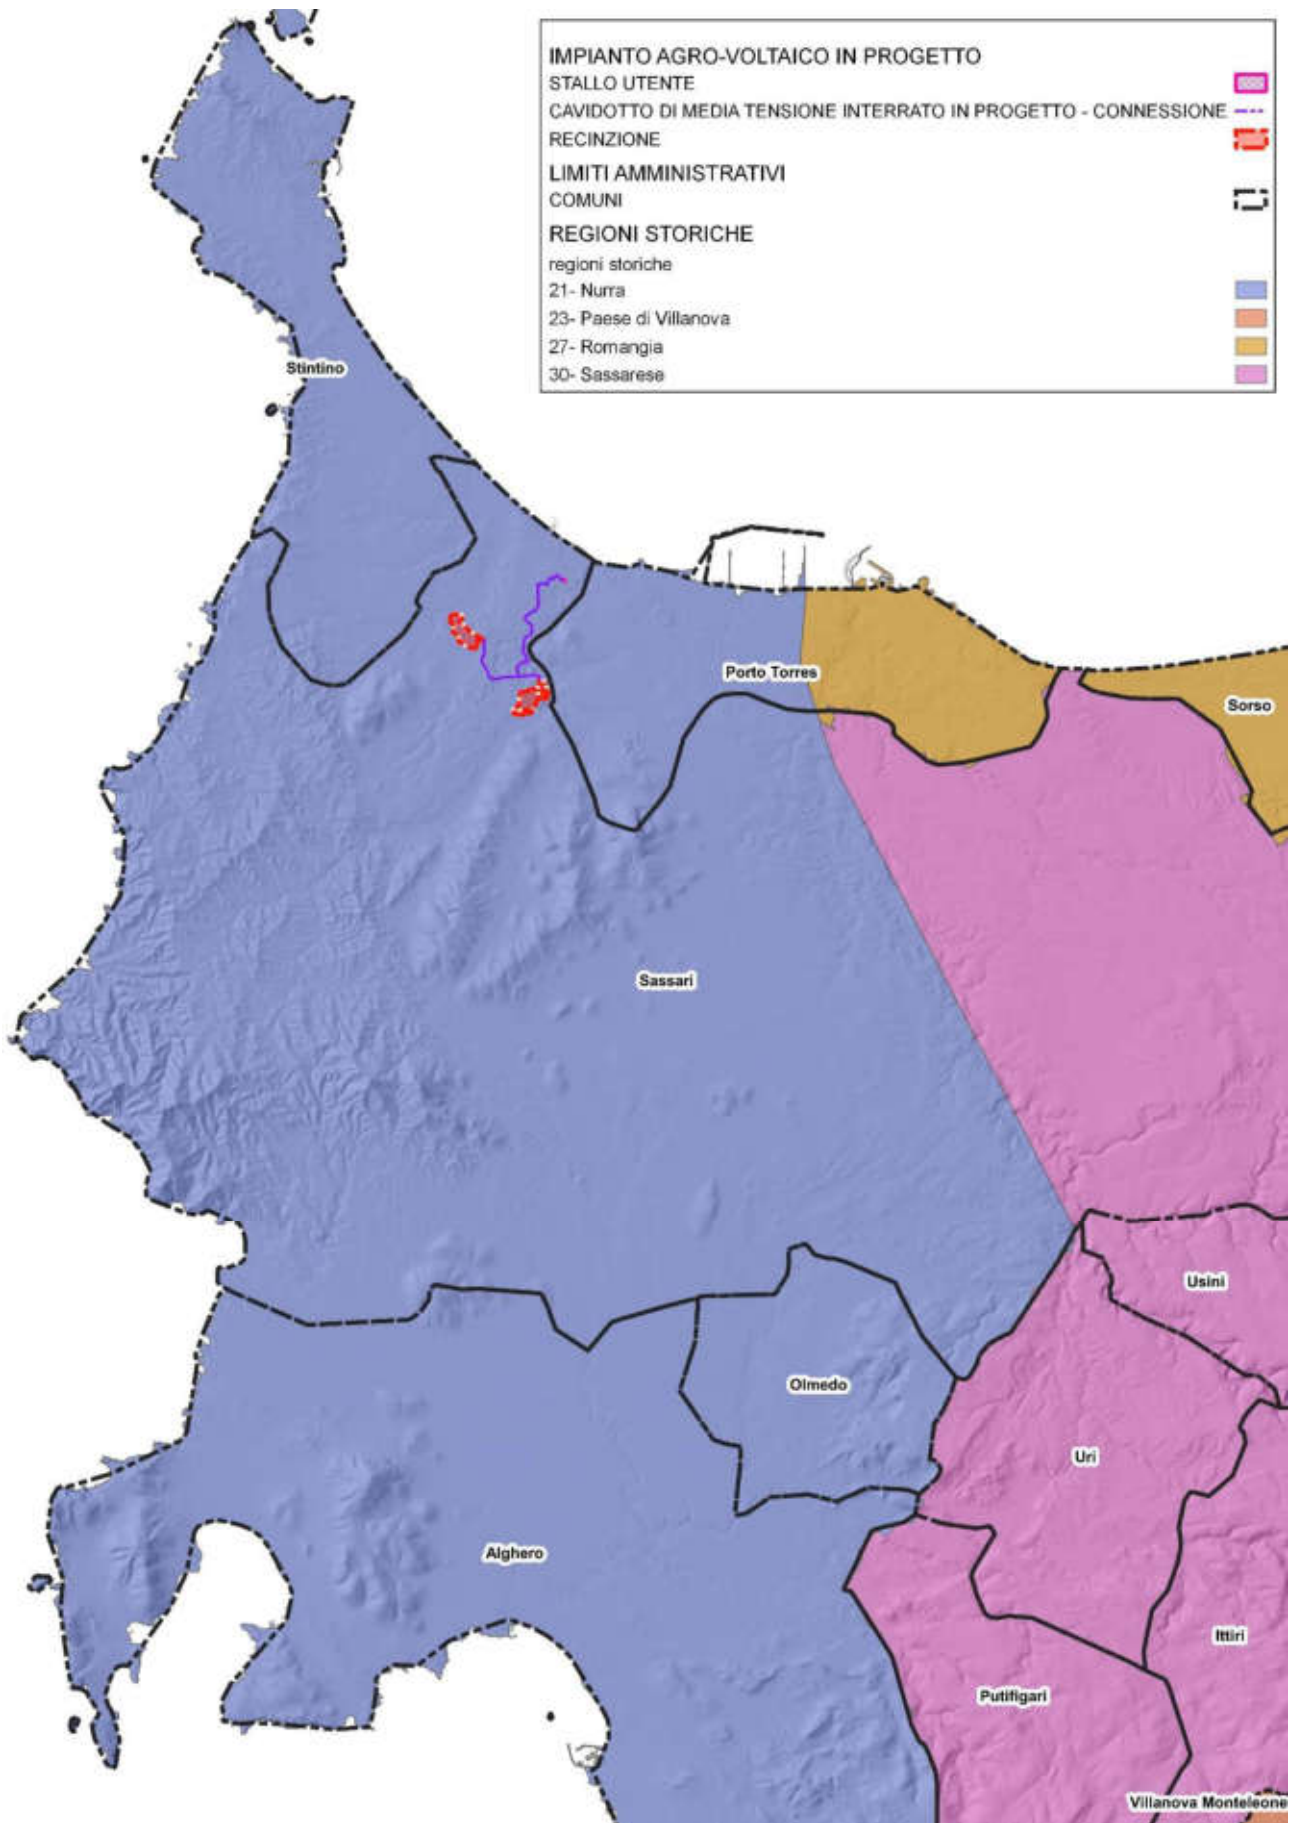 IMPIANTO AGRO-VOLTAICO IN PROGETTO
STALLO UTENTE
CAVIDOTTO DI MEDIA TENSIONE INTERRATO IN PROGETTO - CONNESSIONE
RECINZIONE
LIMITI AMMINISTRATIVI
COMUNI
REGIONI STORICHE
regioni storiche
21- Nurra
23- Paese di Villanova
27- Romangia
30- Sassarese
Stintino
Porto Torres
Sorso
Sassari
Usini
Olmedo
Uri
Alghero
Ittiri
Putifigari
Villanova Monteleone